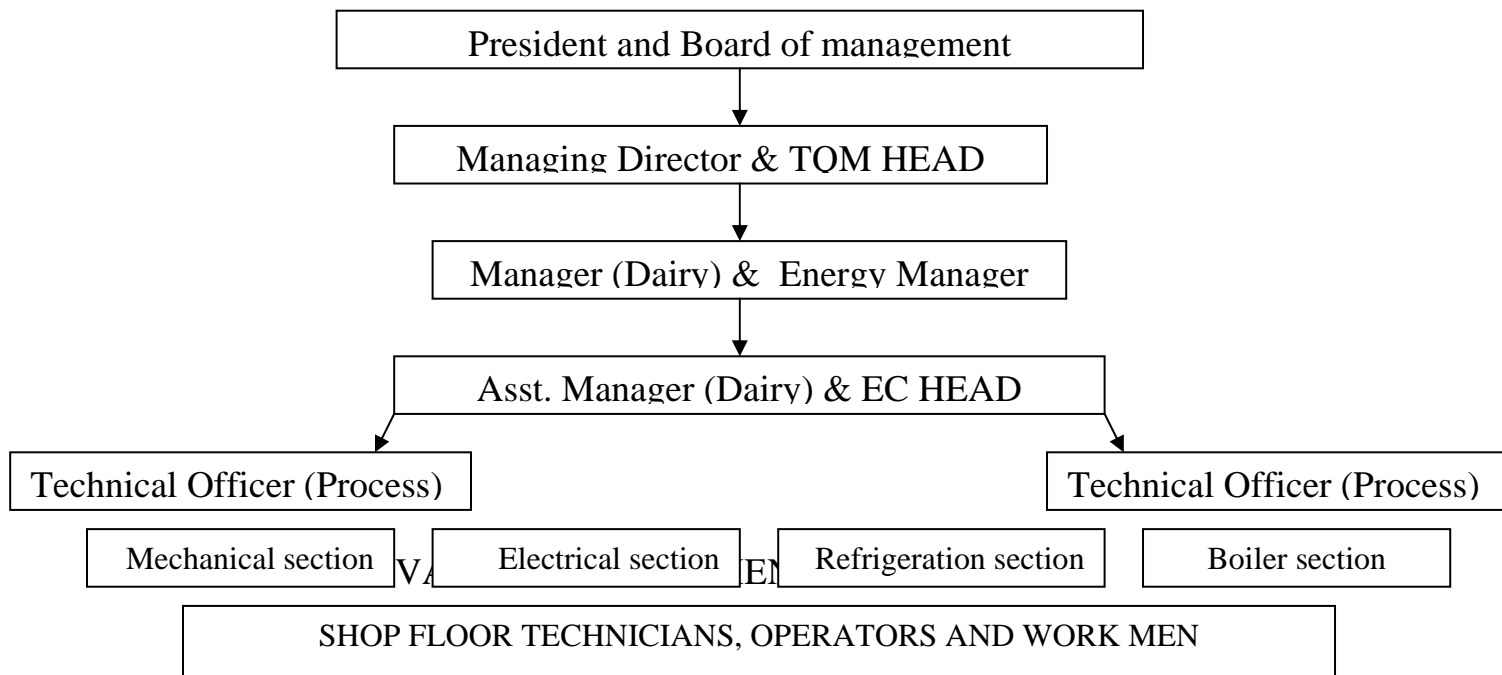 President and Board of management
Managing Director & TQM HEAD
Manager (Dairy) & Energy Manager
Asst. Manager (Dairy) & EC HEAD
Technical Officer (Process)
Technical Officer (Process)
Mechanical section
Electrical section
Refrigeration section
Boiler section
SHOP FLOOR TECHNICIANS, OPERATORS AND WORK MEN